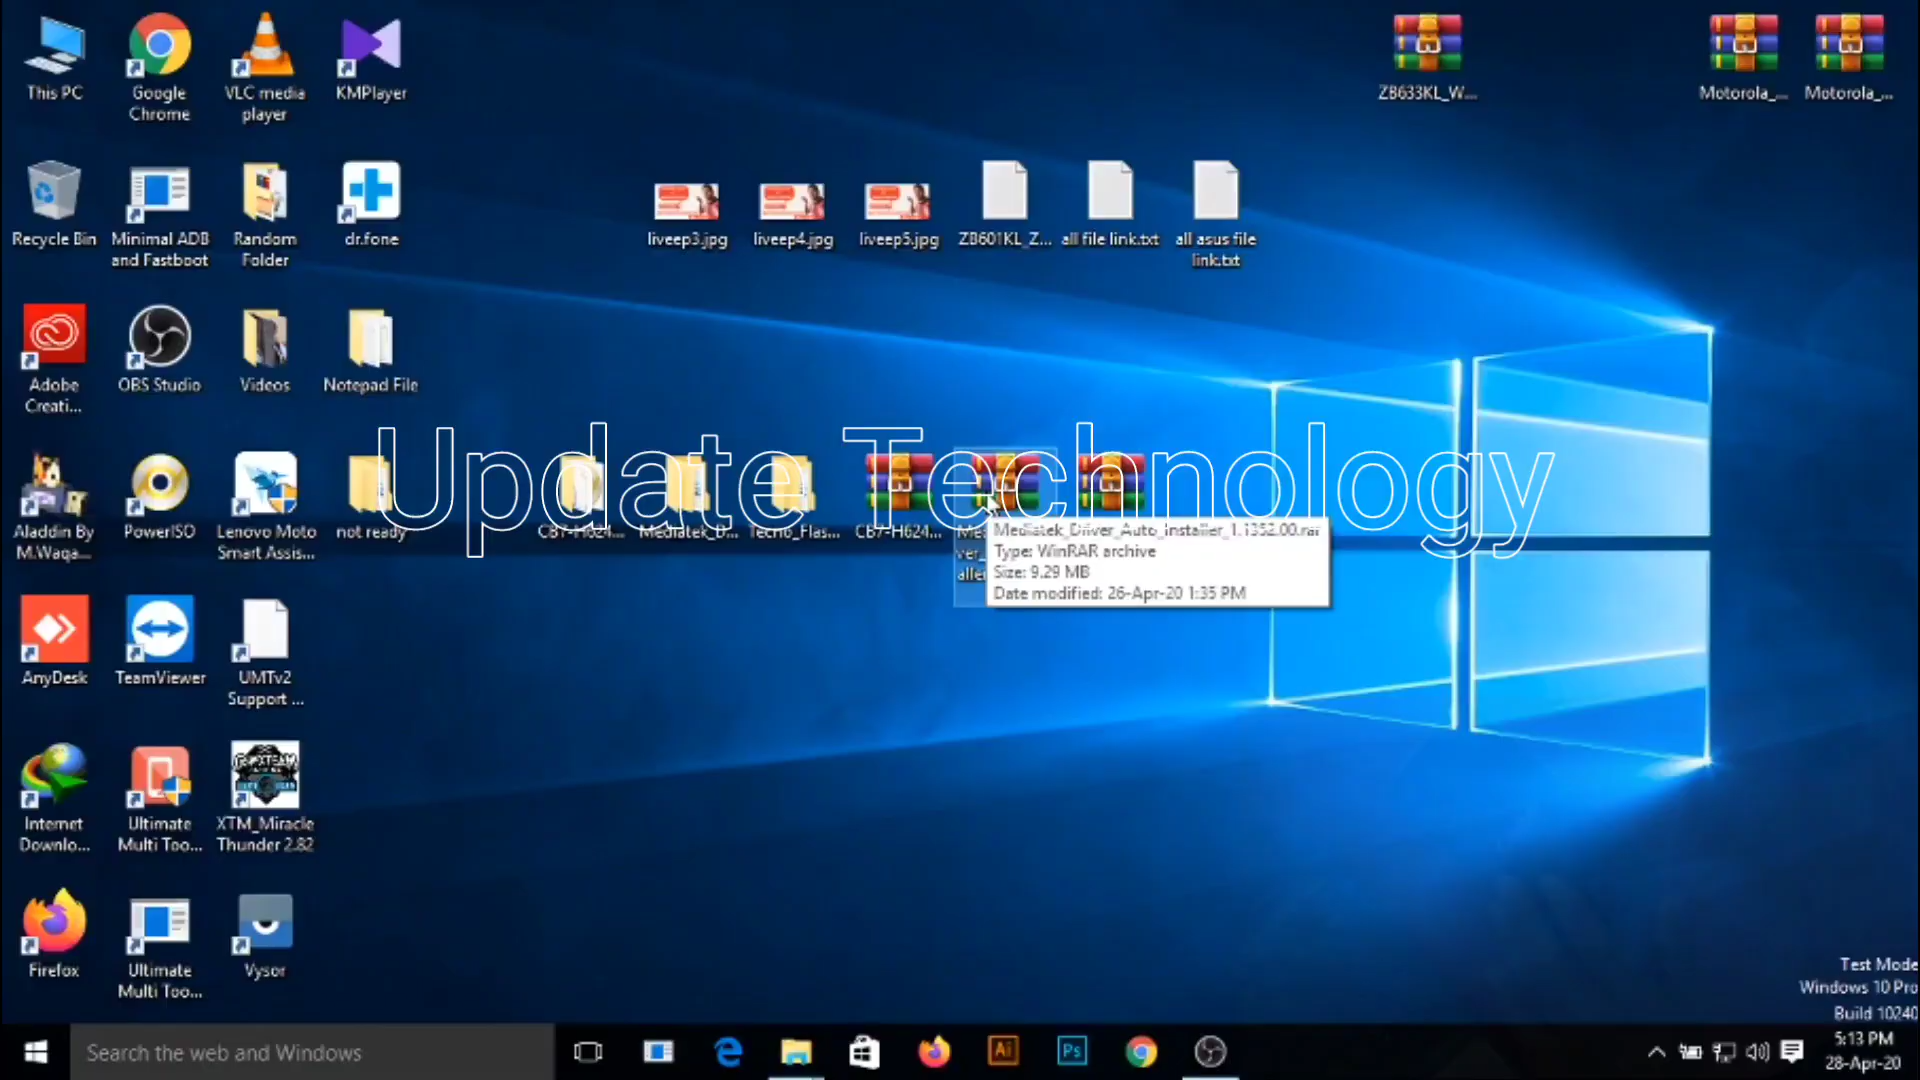 This PC
Google
Chrome
VLC media
player
KMPlayer
ZB633KL_W...
Motorola_...
Motorola_...
Recycle Bin
Minimal ADB
and Fastboot
Random
Folder
dr.fone
liveep3.jpg
liveep4.jpg
liveep5.jpg
ZB601KL_Z...
all file link.txt
all asus file
link.txt
Adobe
Creati...
OBS Studio
Videos
Notepad File
Update Technology
Aladdin By
M.Waqa...
PowerISO
Lenovo Moto
Smart Assis...
not ready
CB7-H624...
Mediatek_D...
Tecno_Flas...
CB7-H624...
Mediatek_Driver_Auto_Installer_1.1352.00.rar
Type: WinRAR archive
Size: 9.29 MB
Date modified: 26-Apr-20 1:35 PM
AnyDesk
TeamViewer
UMTv2
Support ...
Internet
Downlo...
Ultimate
Multi Too...
XTM_Miracle
Thunder 2.82
Firefox
Ultimate
Multi Too...
Vysor
Test Mode
Windows 10 Pro
Build 10240
Search the web and Windows
Ai
Ps
5:13 PM
28-Apr-20